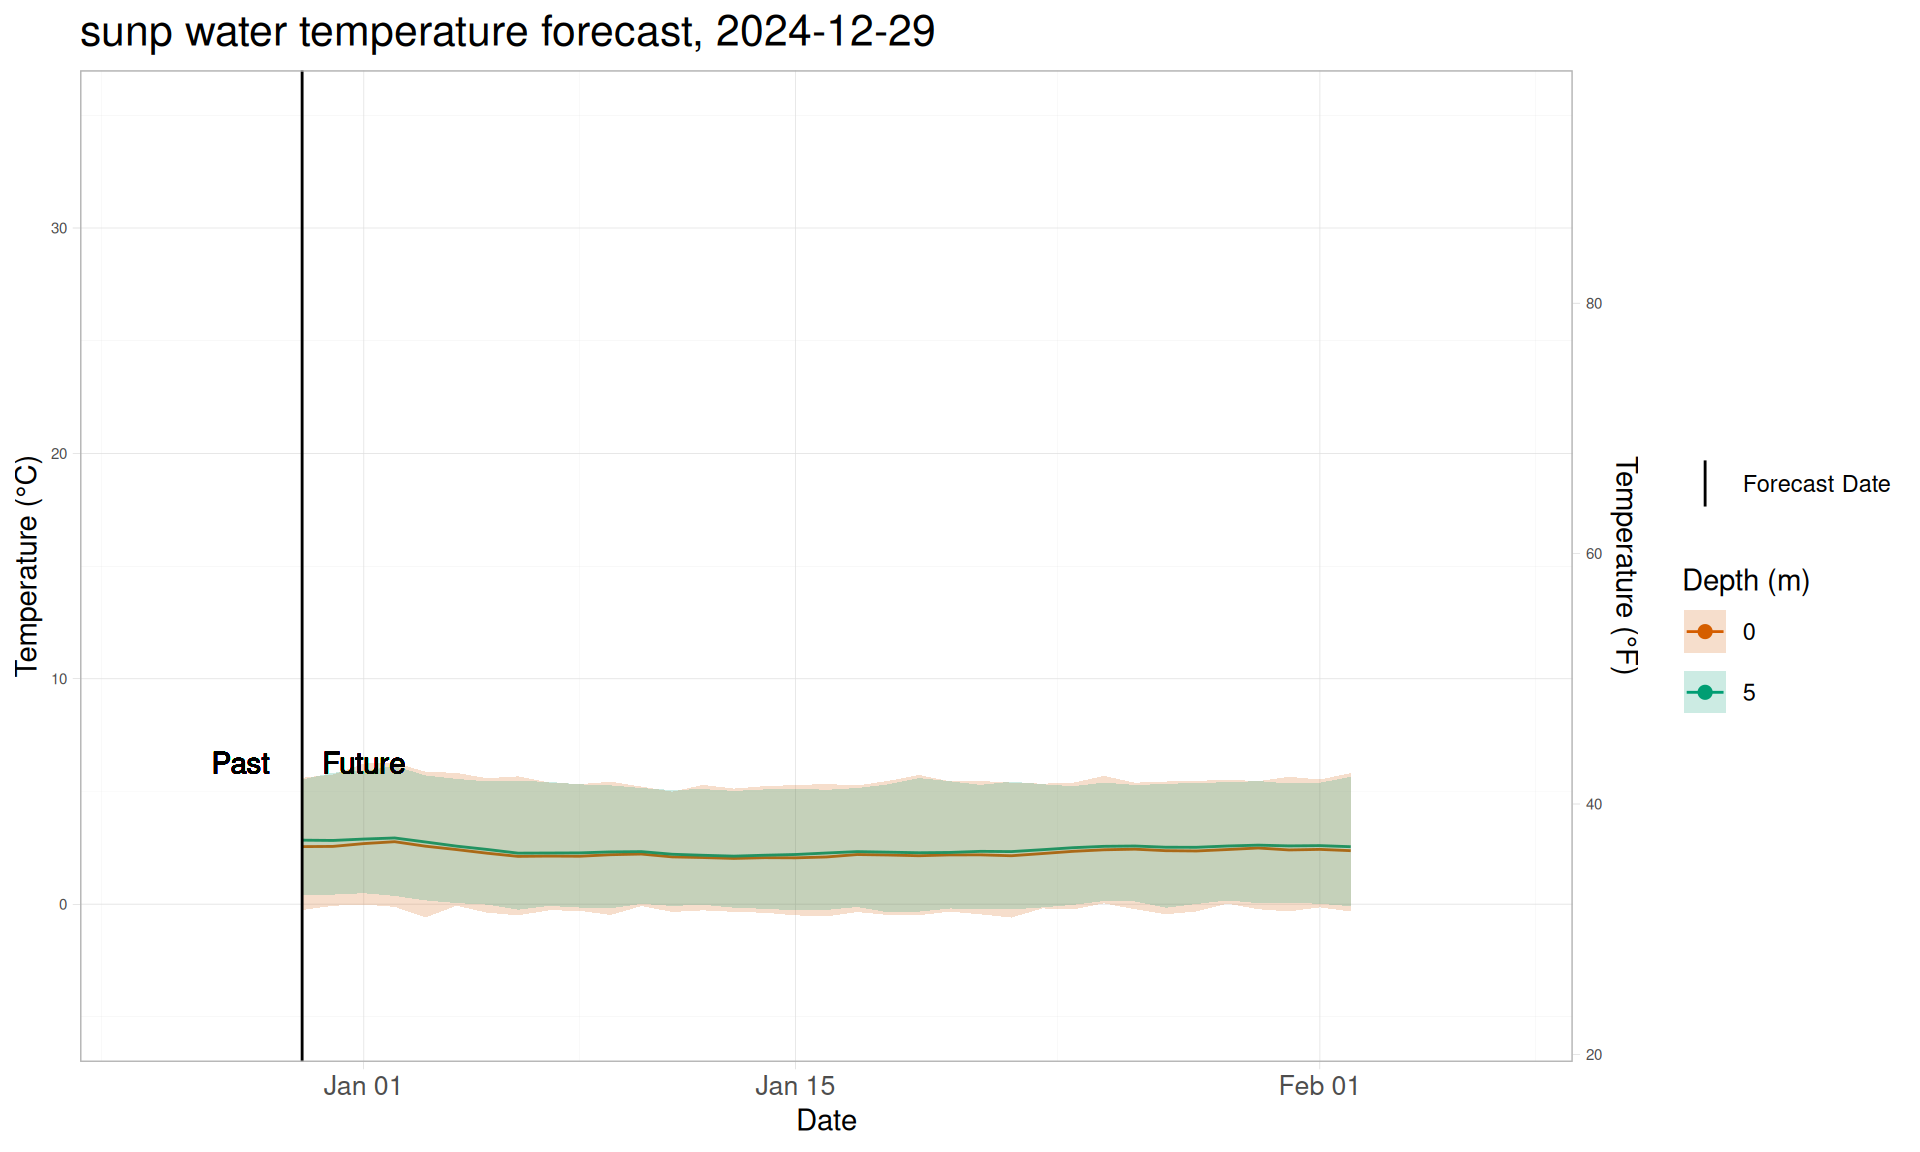 sunp water temperature forecast, 2024-12-29
30
20
10
0
Temperature (°C)
Past
Future
80
60
40
20
Temperature (°F)
Jan 01
Jan 15
Feb 01
Date
Forecast Date
Depth (m)
0
5